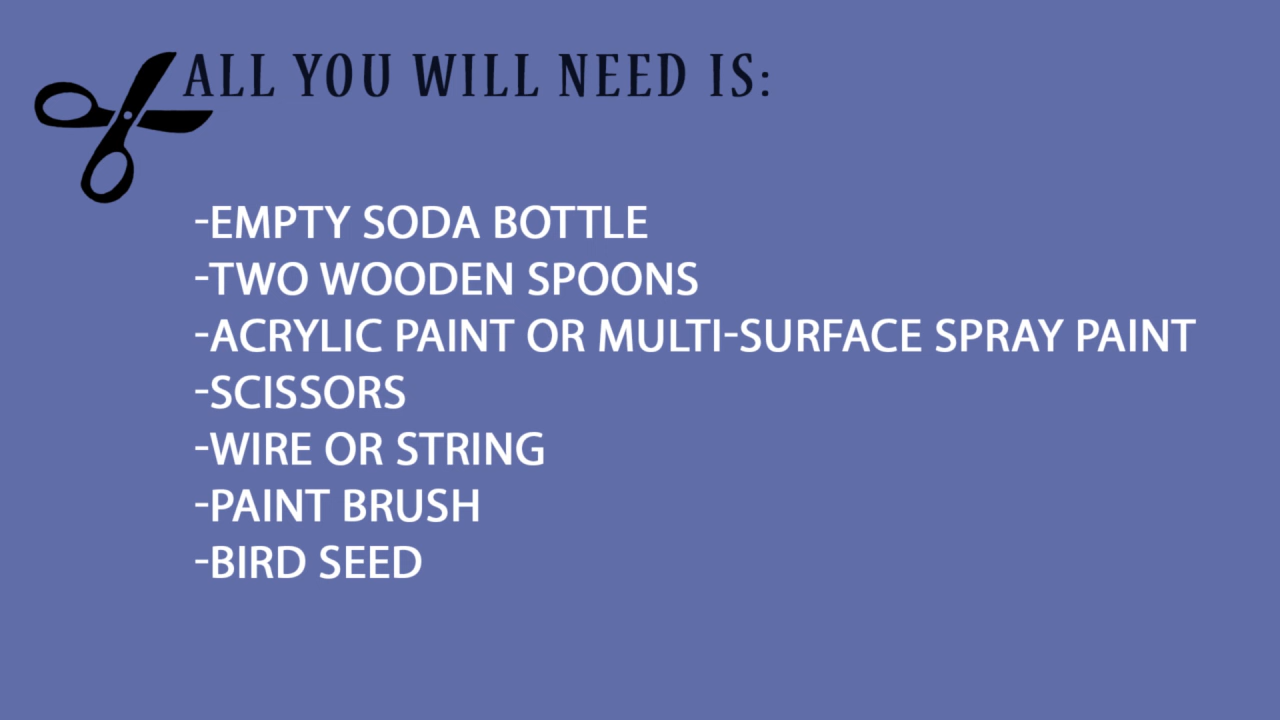 ALL YOU WILL NEED IS:
-EMPTY SODA BOTTLE
-TWO WOODEN SPOONS
-ACRYLIC PAINT OR MULTI-SURFACE SPRAY PAINT
-SCISSORS
-WIRE OR STRING
-PAINT BRUSH
-BIRD SEED